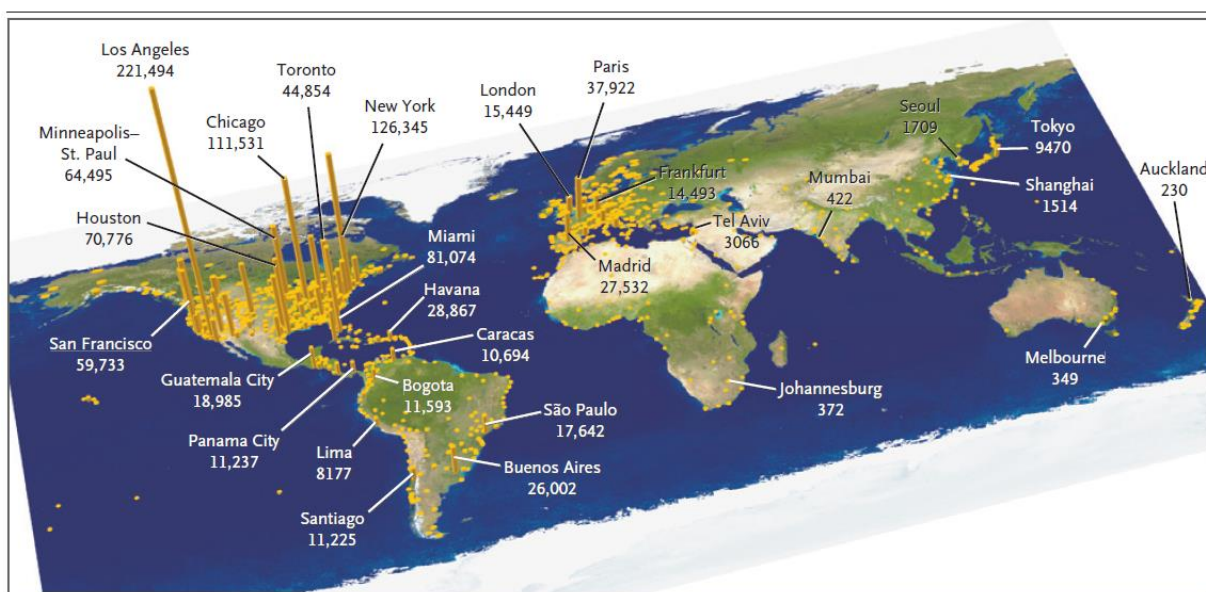 Los Angeles
221,494
Toronto
44,854
New York
126,345
Chicago
111,531
Minneapolis–
St. Paul
64,495
Houston
70,776
San Francisco
59,733
Miami
81,074
Havana
28,867
Caracas
10,694
Guatemala City
18,985
Panama City
11,237
Bogota
11,593
Lima
8177
Santiago
11,225
São Paulo
17,642
Buenos Aires
26,002
London
15,449
Paris
37,922
Frankfurt
14,493
Madrid
27,532
Tel Aviv
3066
Mumbai
422
Seoul
1709
Tokyo
9470
Shanghai
1514
Auckland
230
Melbourne
349
Johannesburg
372